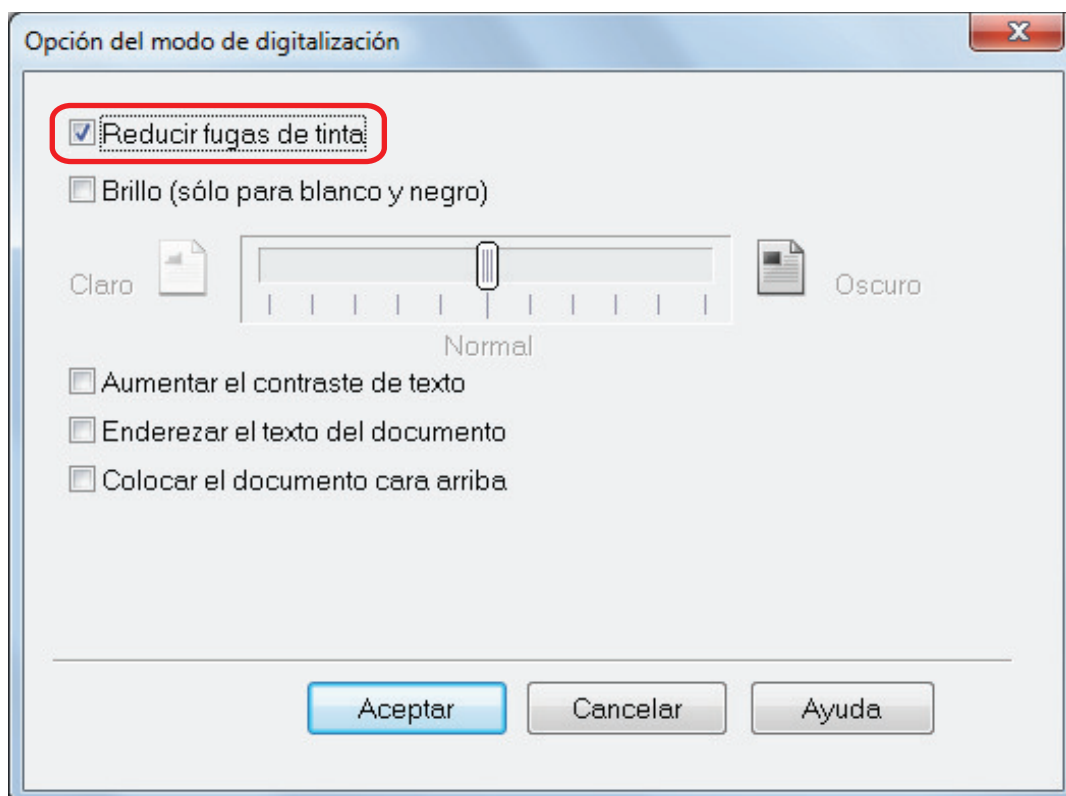 Opción del modo de digitalización
Reducir fugas de tinta
Brillo (sólo para blanco y negro)
Claro
Oscuro
Normal
Aumentar el contraste de texto
Enderezar el texto del documento
Colocar el documento cara arriba
Aceptar
Cancelar
Ayuda